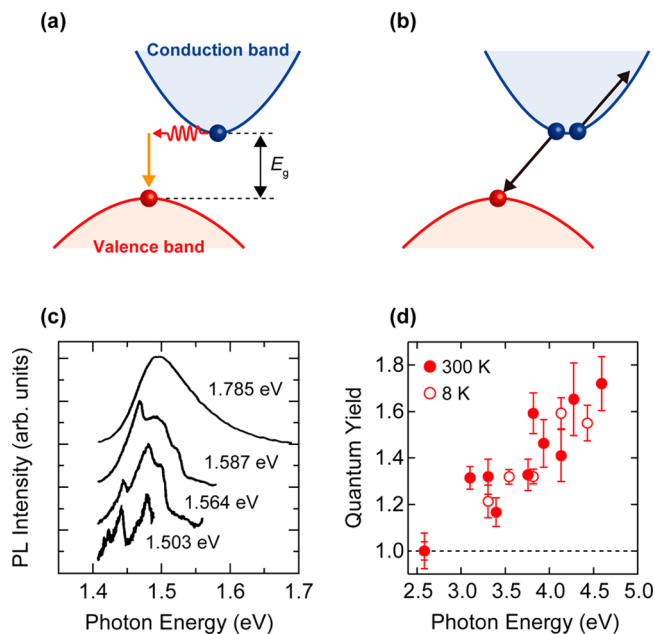 (a)
Conduction band
Eg
Valence band
(b)
(c)
PL Intensity (arb. units)
1.785 eV
1.587 eV
1.564 eV
1.503 eV
1.4 1.5 1.6 1.7
Photon Energy (eV)
(d)
Quantum Yield
300 K
8 K
1.8
1.6
1.4
1.2
1.0
2.5 3.0 3.5 4.0 4.5 5.0
Photon Energy (eV)